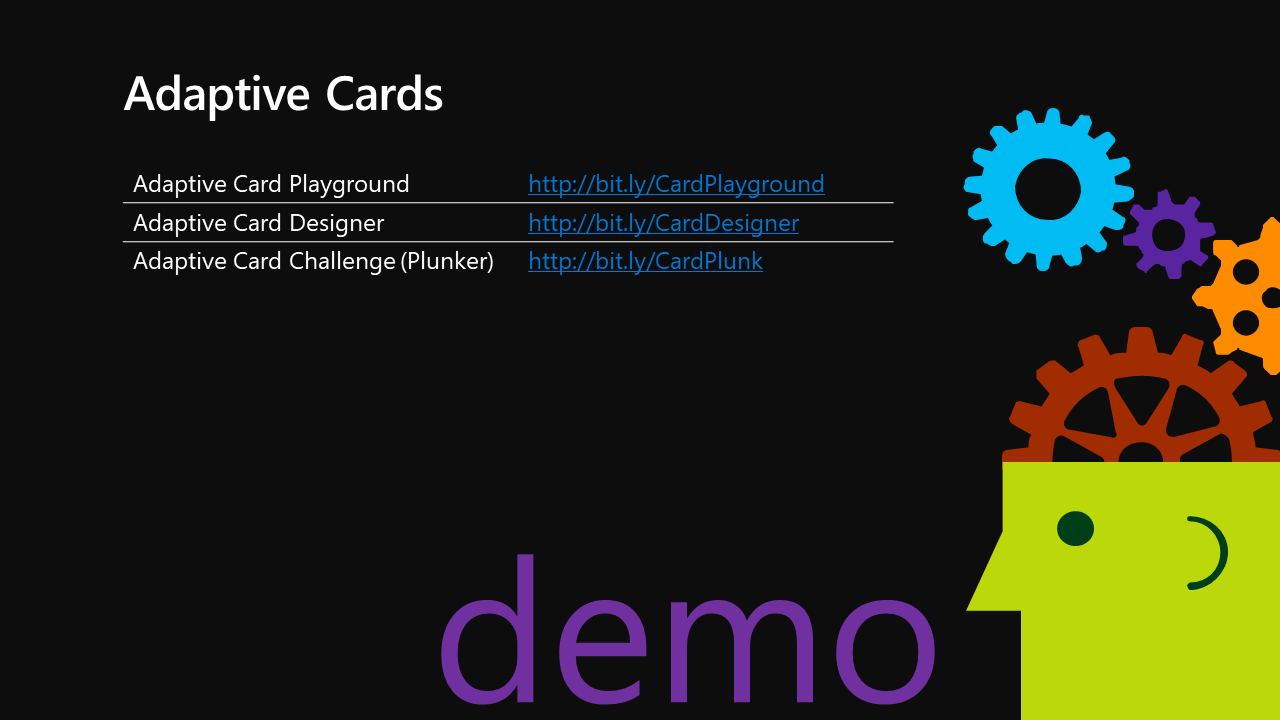 Adaptive Cards
Adaptive Card Playground http://bit.ly/CardPlayground
Adaptive Card Designer http://bit.ly/CardDesigner
Adaptive Card Challenge (Plunker) http://bit.ly/CardPlunk
demo